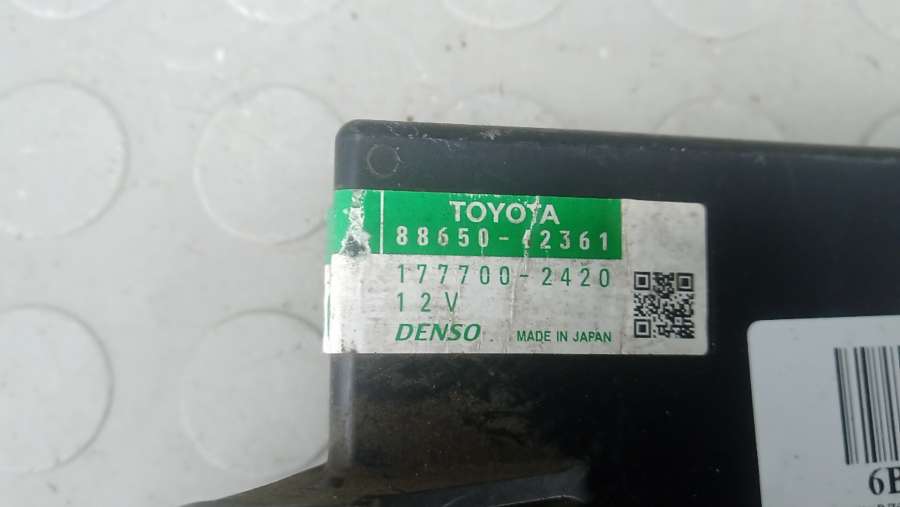 TOYOTA
88650-42361
177700-2420
12V
DENSO MADE IN JAPAN
6B